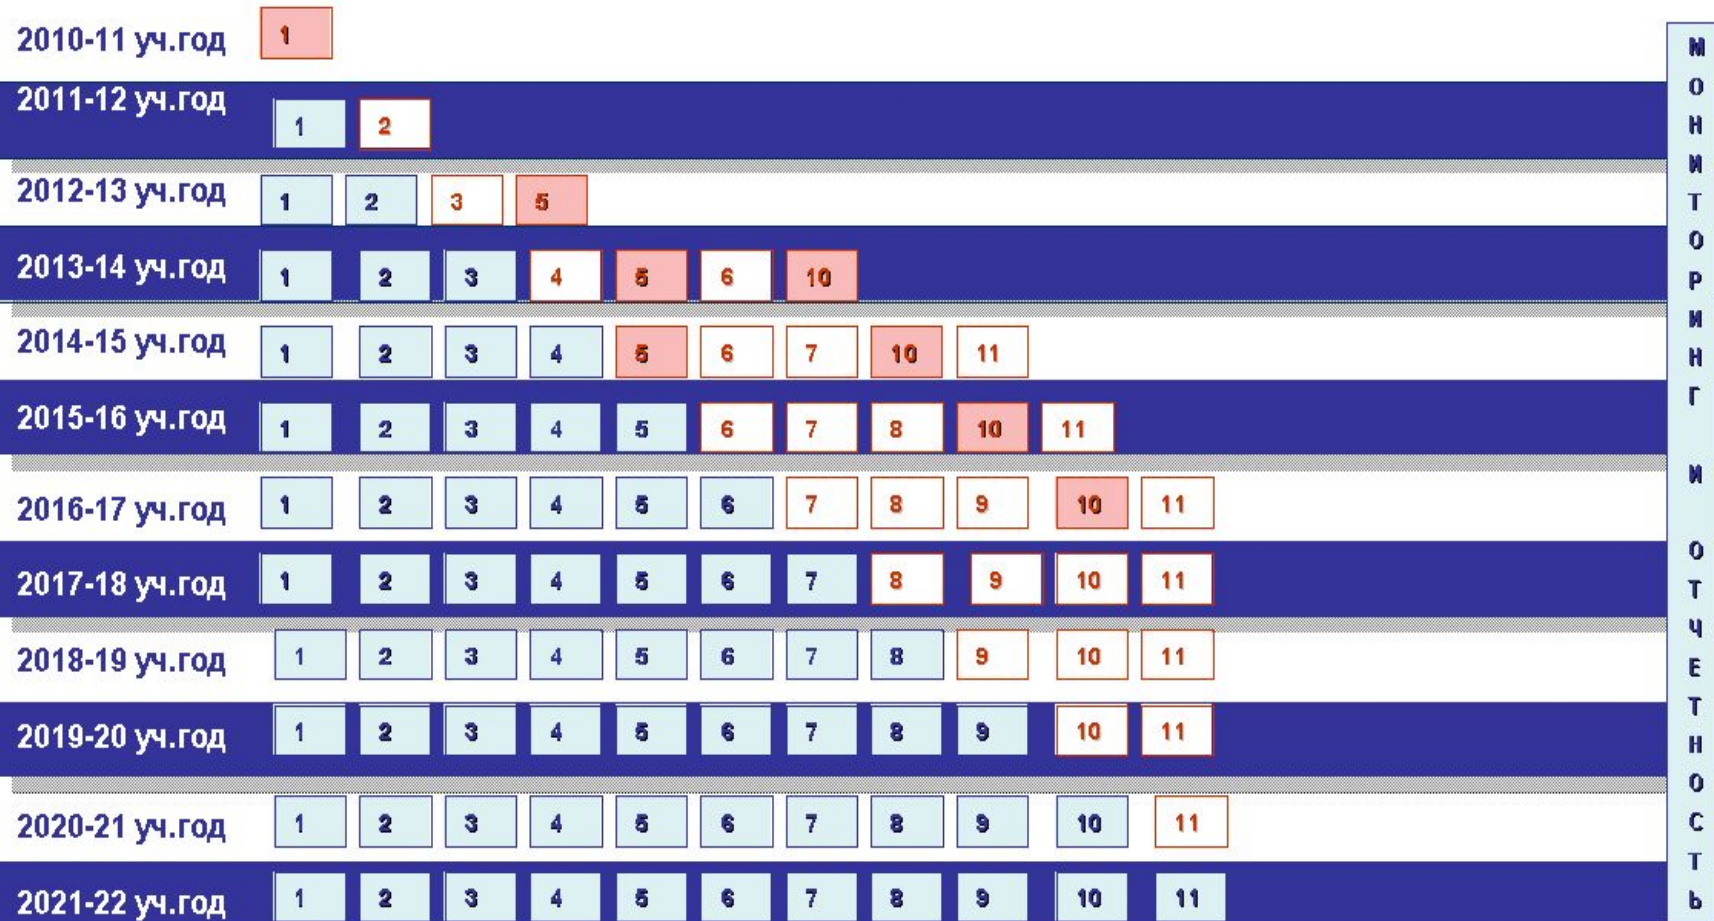 2010-11 уч.год 1
2011-12 уч.год 1 2
2012-13 уч.год 1 2 3 5
2013-14 уч.год 1 2 3 4 5 6 10
2014-15 уч.год 1 2 3 4 5 6 7 10 11
2015-16 уч.год 1 2 3 4 5 6 7 8 10 11
2016-17 уч.год 1 2 3 4 5 6 7 8 9 10 11
2017-18 уч.год 1 2 3 4 5 6 7 8 9 10 11
2018-19 уч.год 1 2 3 4 5 6 7 8 9 10 11
2019-20 уч.год 1 2 3 4 5 6 7 8 9 10 11
2020-21 уч.год 1 2 3 4 5 6 7 8 9 10 11
2021-22 уч.год 1 2 3 4 5 6 7 8 9 10 11
МОНИТОРИНГ И ОТЧЕТНОСТЬ